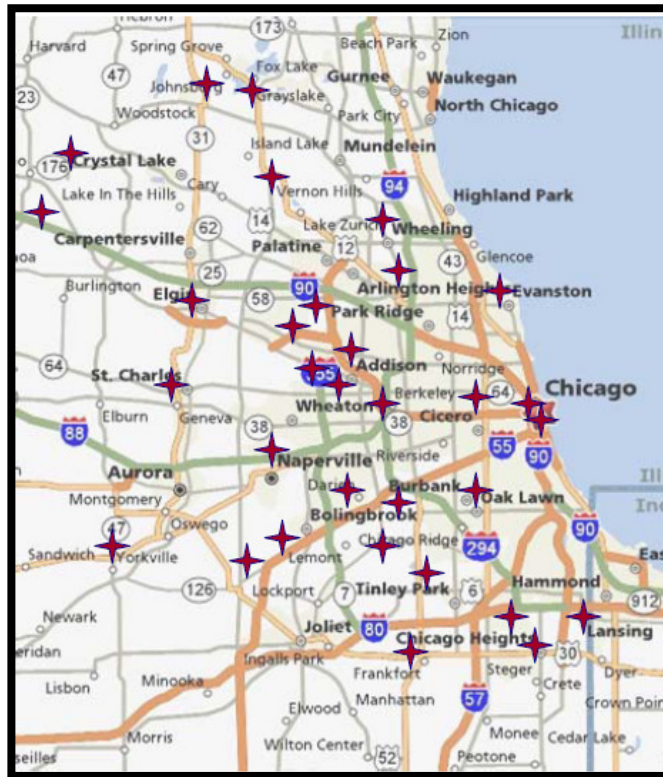 Hebron
173
Zion
Harvard
Spring Grove
Beach Park
Illin
47
Fox Lake
Gurnee
Waukegan
23
Johnsburg
Grayslake
Woodstock
Park City
North Chicago
31
Island Lake
Mundelein
176
Crystal Lake
Cary
Vernon Hills
94
Lake In The Hills
Highland Park
14
Lake Zurich
Wheeling
Carpentersville
62
12
Palatine
43
Glencoe
oa
25
90
Burlington
58
Arlington Heigh
Evanston
Elgin
Park Ridge
14
64
Addison
Norridge
St. Charles
Wheaton
Berkeley
64
Chicago
Elburn
Geneva
38
38
Cicero
88
55
Riverside
90
Aurora
Naperville
Ill
Montgomery
Darien
Burbank
Oak Lawn
In
47
Oswego
Bolingbrook
90
Sandwich
Yorkville
Lemont
Chicago Ridge
294
Eas
126
Lockport
7
Tinley Park
6
Hammond
912
Newark
Joliet
80
Chicago Heights
Lansing
eridan
Ingalls Park
30
Lisbon
Frankfort
Steger
Dyer
Minooka
Manhattan
57
Crete
Crown Poin
Elwood
Morris
Monee
Cedar Lake
eilles
Wilton Center
52
Peotone